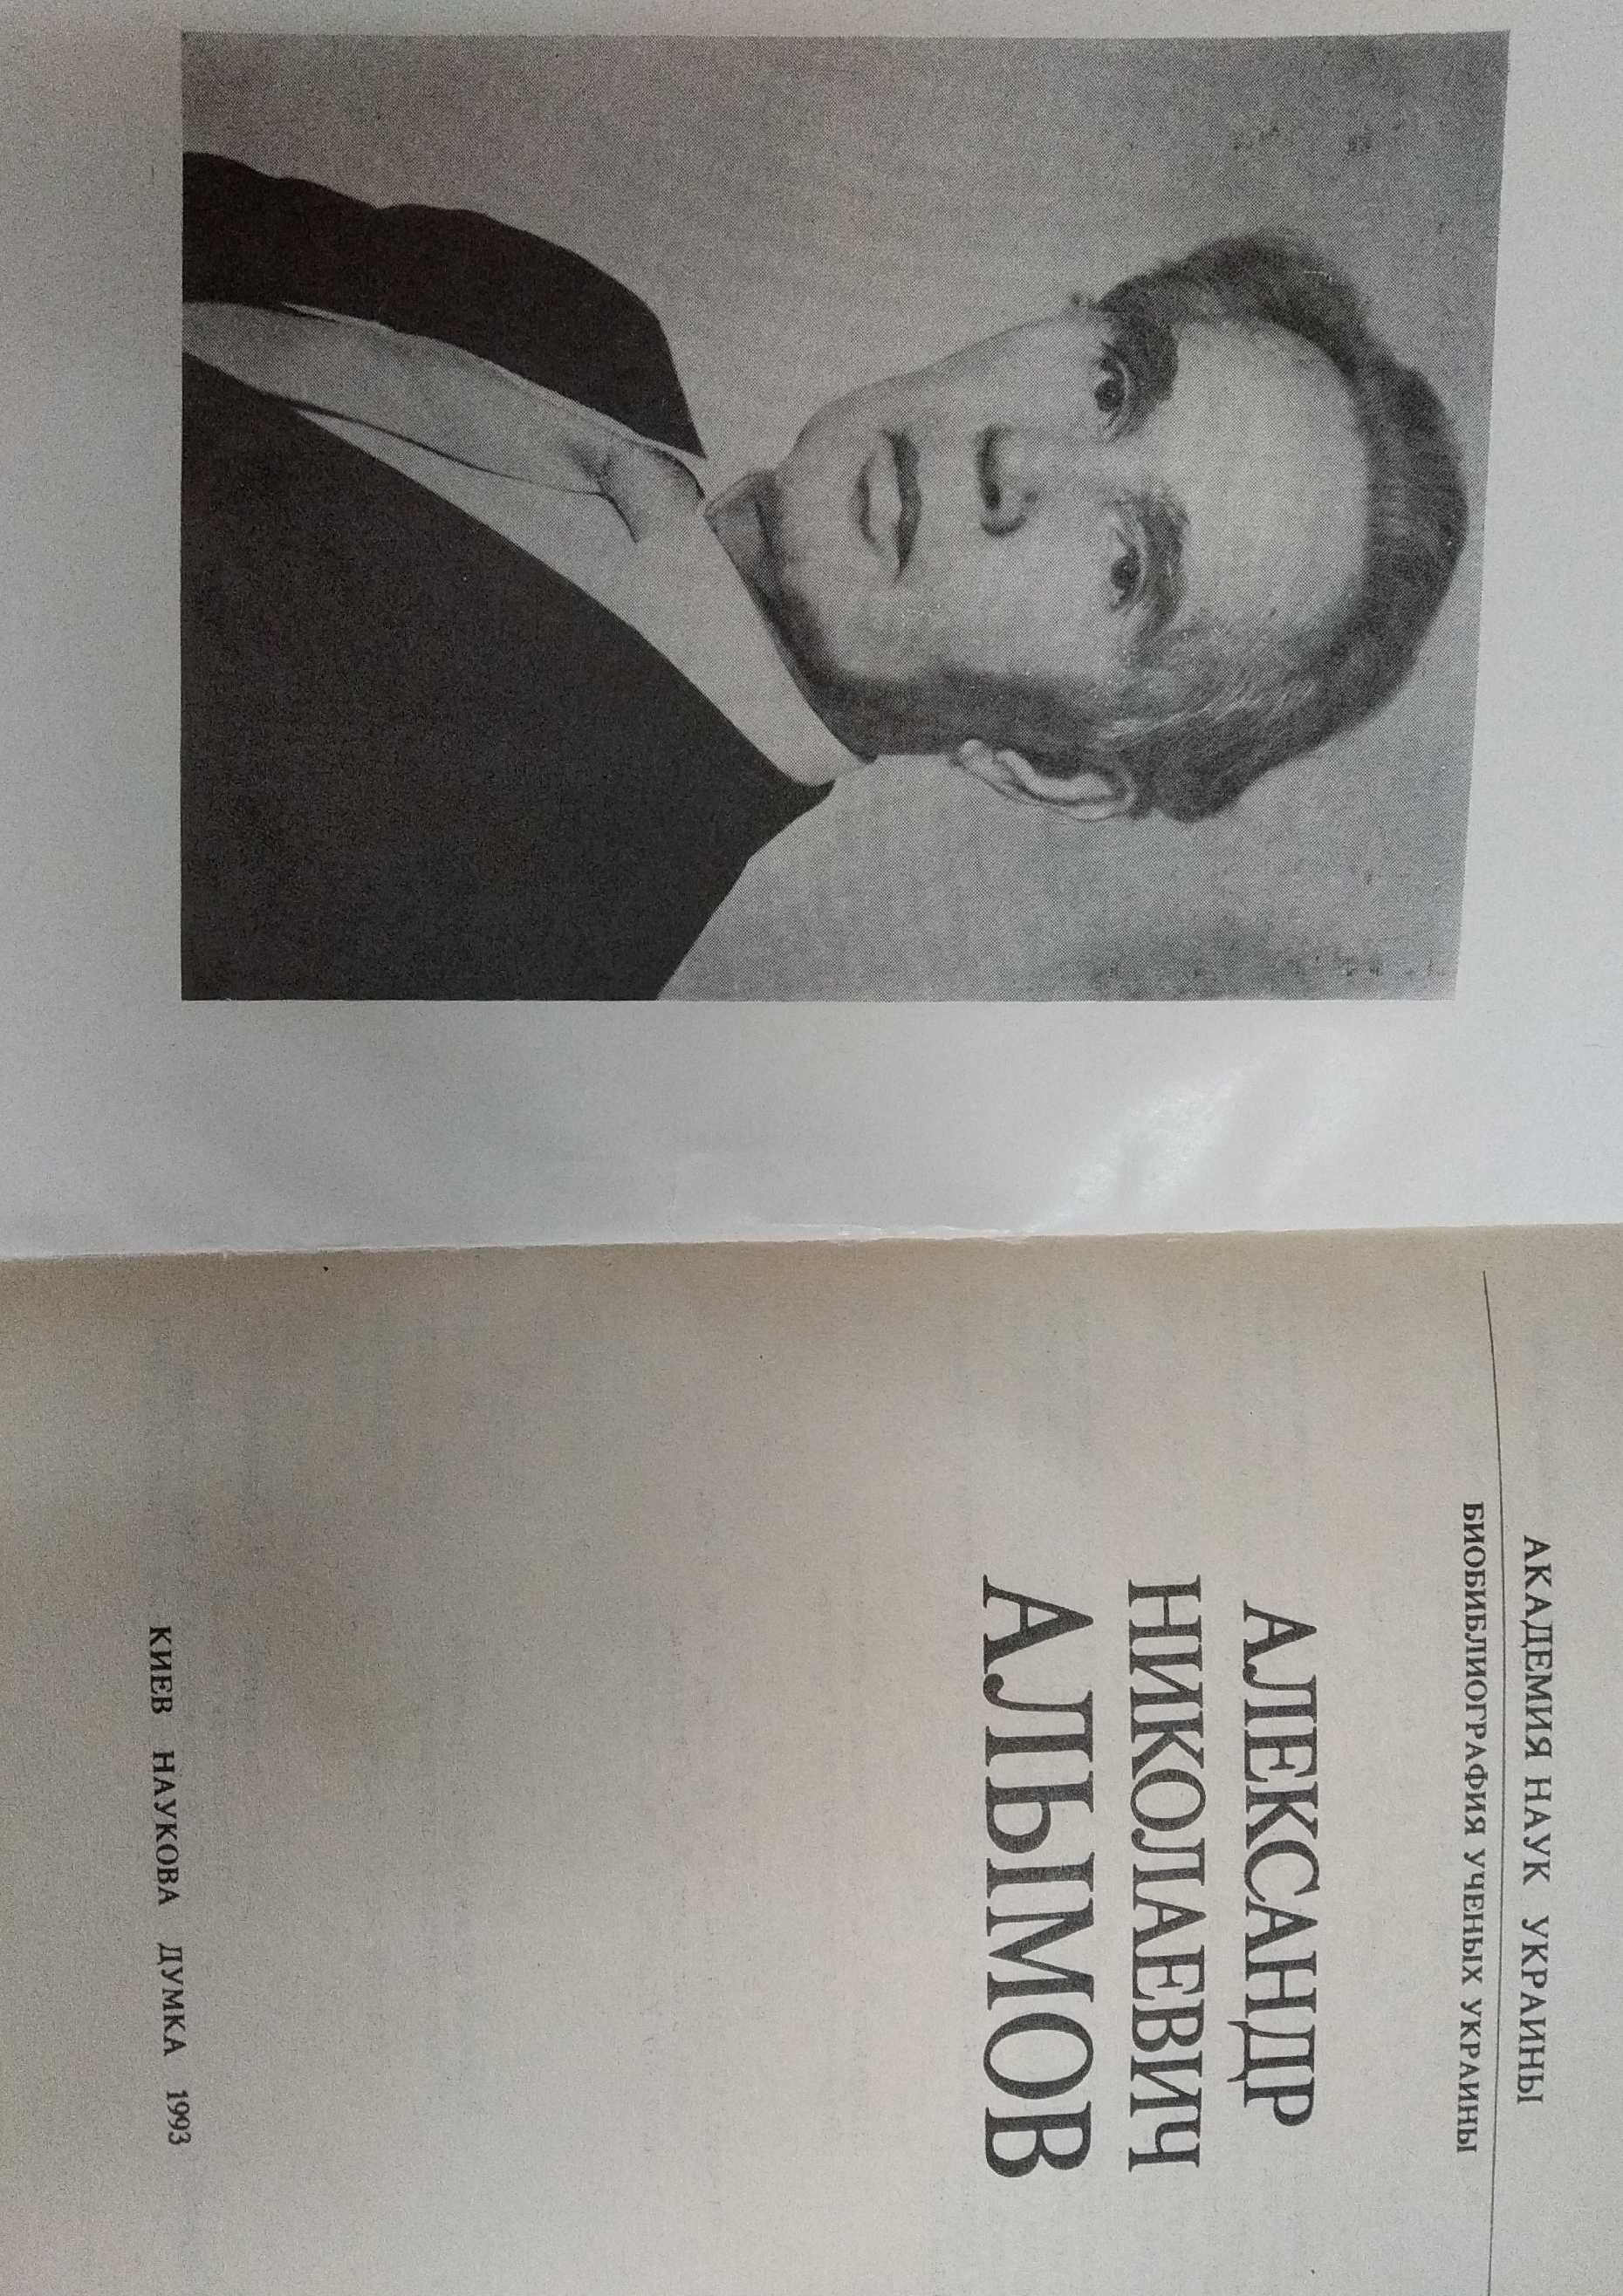 АКАДЕМИЯ НАУК УКРАИНЫ
БИОБИБЛИОГРАФИЯ УЧЕНЫХ УКРАИНЫ
АЛЕКСАНДР
НИКОЛАЕВИЧ
АЛЫМОВ
КИЕВ НАУКОВА ДУМКА 1993